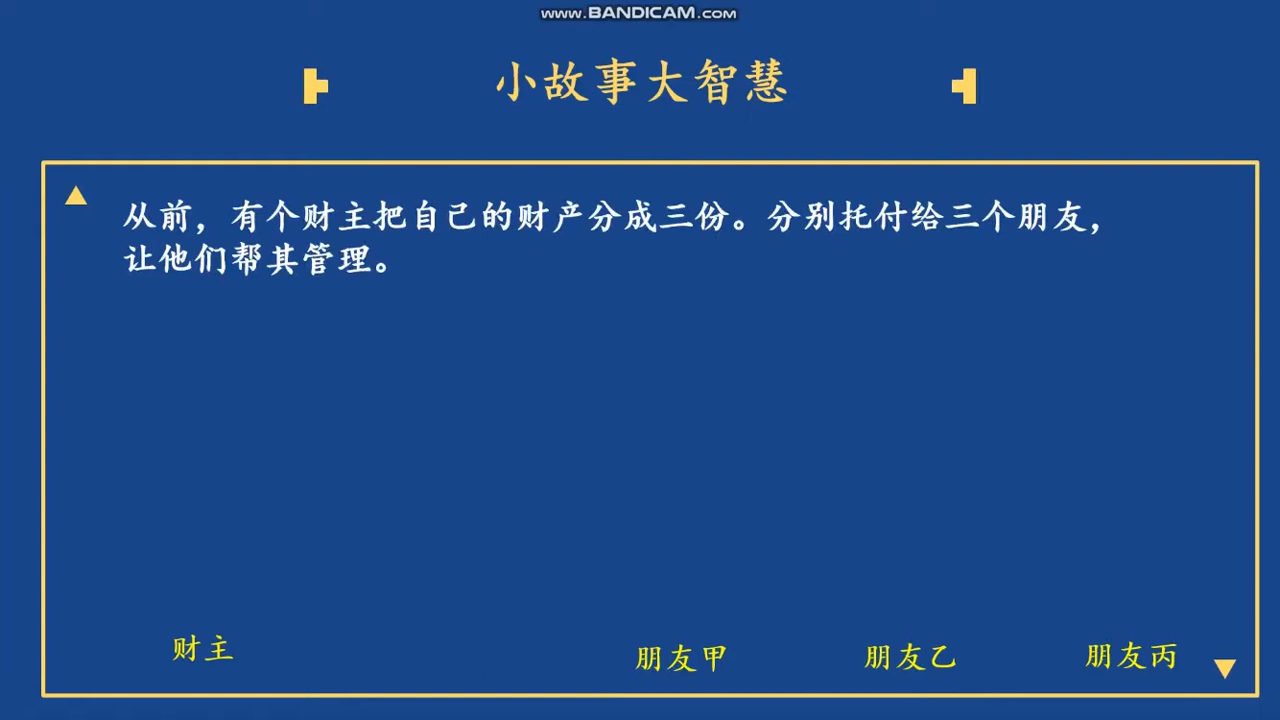 www.BANDICAM.com
小故事大智慧
从前，有个财主把自己的财产分成三份。分别托付给三个朋友，
让他们帮其管理。
财主
朋友甲
朋友乙
朋友丙